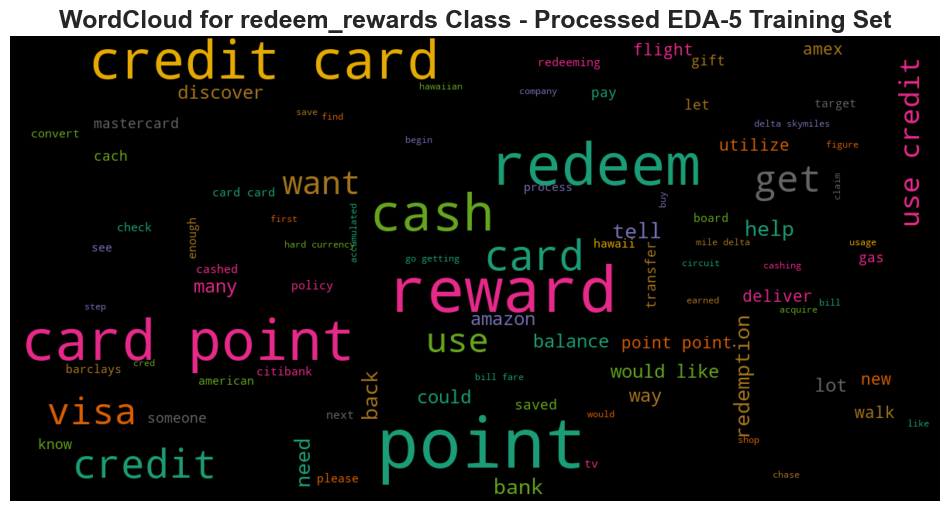 WordCloud for redeem_rewards Class - Processed EDA-5 Training Set
credit card
flight
amex
redeeming
gift
discover
hawaiian
company
pay
let
target
use credit
save
find
mastercard
convert
delta skymiles
begin
utilize
figure
cach
redeem
want
get
card card
process
claim
buy
cash
accumulated
first
board
check
tell
help
enough
see
hard currency
hawaii
mile delta
usage
card
go getting
transfer
circuit
gas
cashed
cashing
many
policy
reward
deliver
earned
bill
step
acquire
amazon
card point
use
balance
point point
redemption
barclays
cred
citibank
american
bill fare
would like
back
lot
new
visa
could
saved
way
someone
next
would
walk
like
know
point
shop
credit
need
please
tv
chase
bank